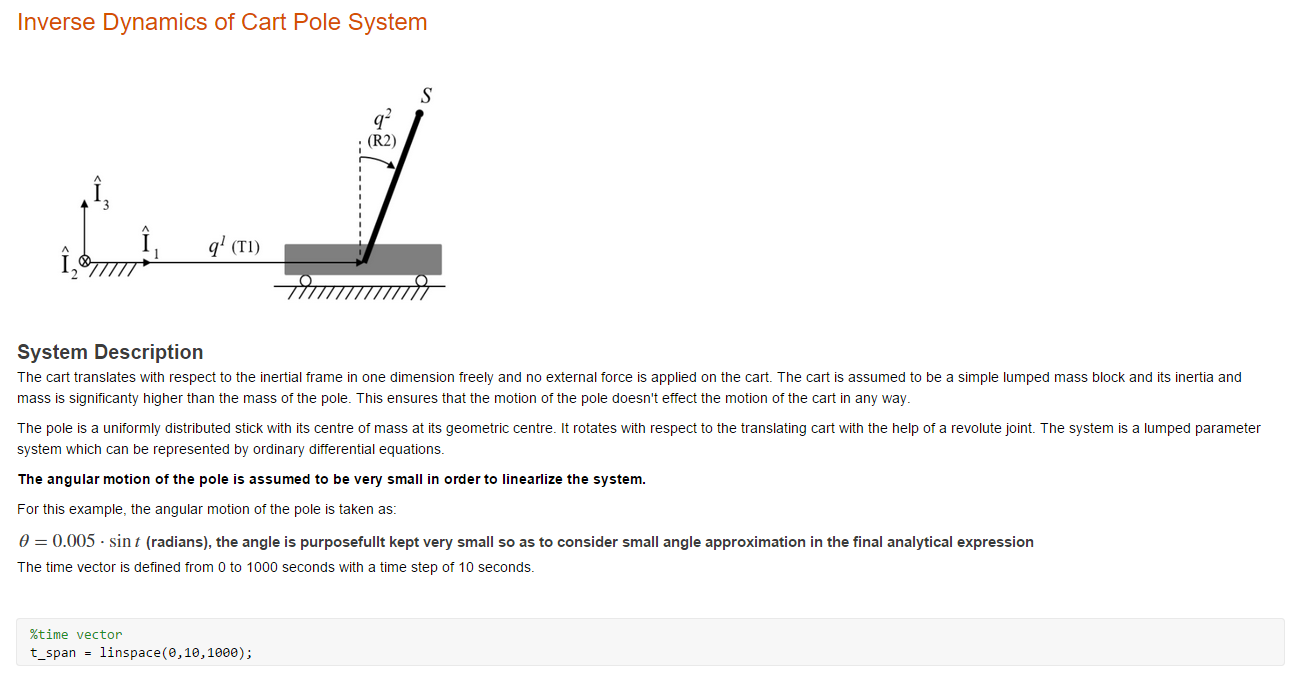 Inverse Dynamics of Cart Pole System
S
q²
(R2)
Î₃
Î₁
q¹ (T1)
Î₂
System Description
The cart translates with respect to the inertial frame in one dimension freely and no external force is applied on the cart. The cart is assumed to be a simple lumped mass block and its inertia and
mass is significanty higher than the mass of the pole. This ensures that the motion of the pole doesn't effect the motion of the cart in any way.
The pole is a uniformly distributed stick with its centre of mass at its geometric centre. It rotates with respect to the translating cart with the help of a revolute joint. The system is a lumped parameter
system which can be represented by ordinary differential equations.
The angular motion of the pole is assumed to be very small in order to linearlize the system.
For this example, the angular motion of the pole is taken as:
θ = 0.005 · sin t (radians), the angle is purposefullt kept very small so as to consider small angle approximation in the final analytical expression
The time vector is defined from 0 to 1000 seconds with a time step of 10 seconds.
%time vector
t_span = linspace(0,10,1000);